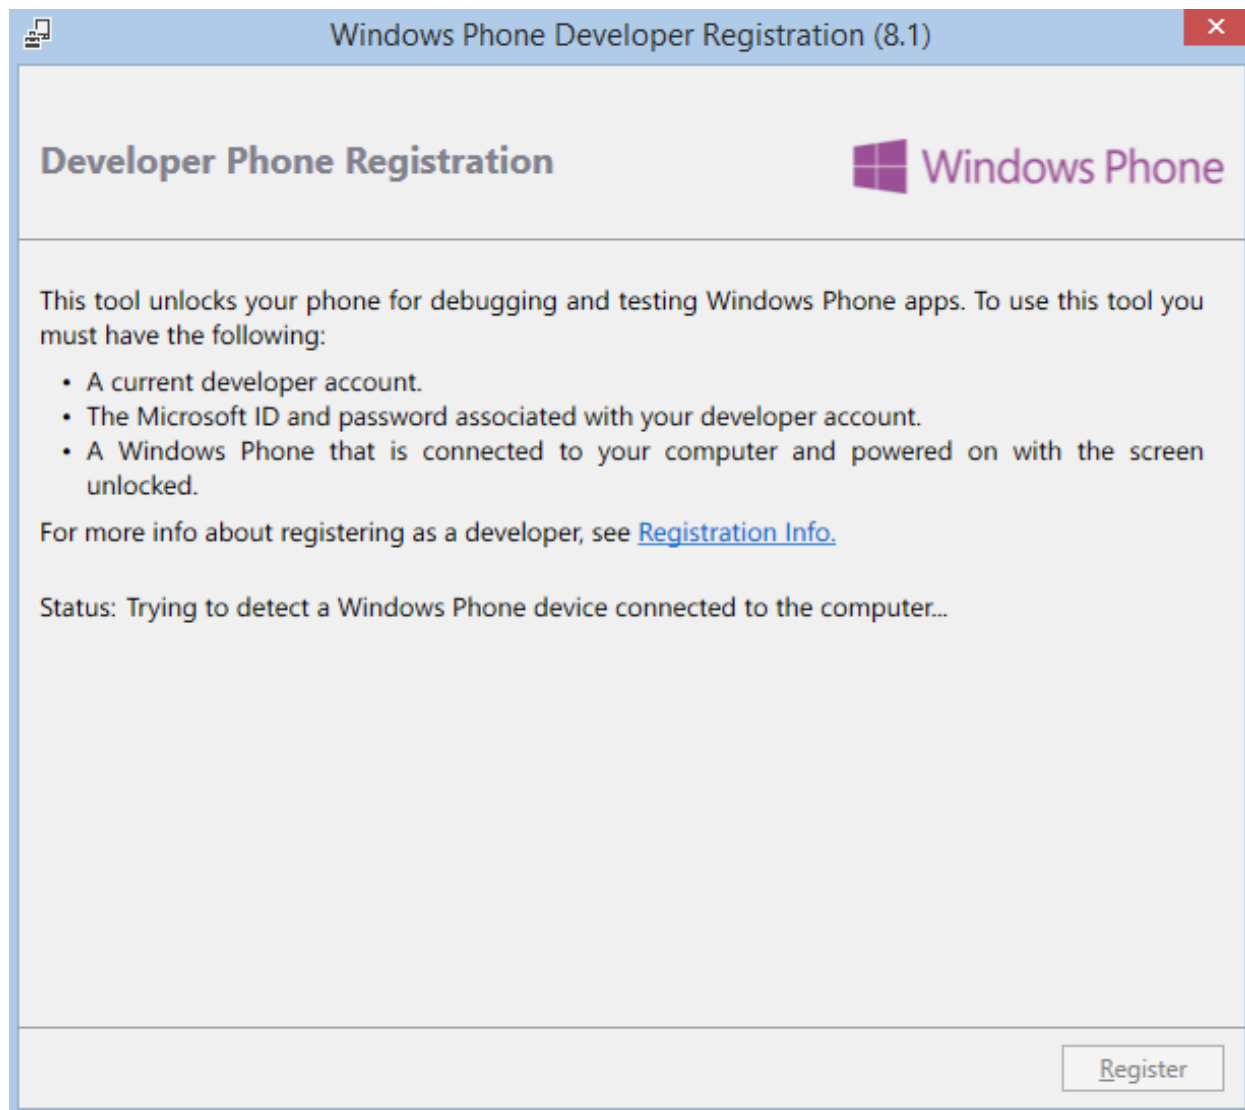 Windows Phone Developer Registration (8.1)
Developer Phone Registration
Windows Phone
This tool unlocks your phone for debugging and testing Windows Phone apps. To use this tool you
must have the following:
• A current developer account.
• The Microsoft ID and password associated with your developer account.
• A Windows Phone that is connected to your computer and powered on with the screen
unlocked.
For more info about registering as a developer, see Registration Info.
Status: Trying to detect a Windows Phone device connected to the computer...
Register